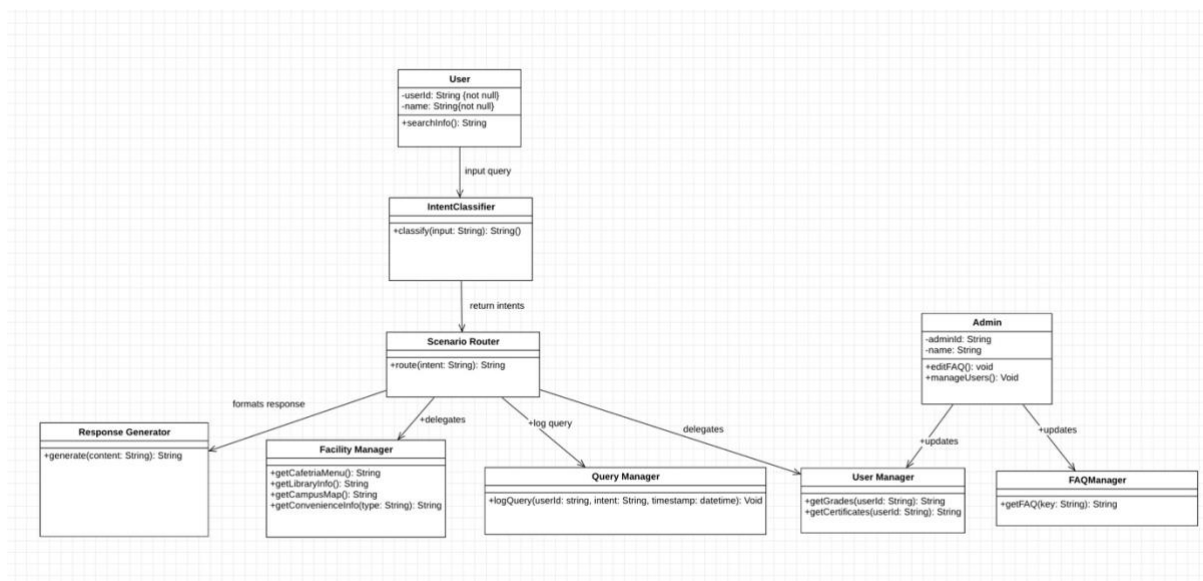 User
-userId: String {not null}
-name: String{not null}
+searchInfo(): String
input query
IntentClassifier
+classify(input: String): String()
return intents
Scenario Router
+route(intent: String): String
Admin
-adminId: String
-name: String
+editFAQ(): void
+manageUsers(): Void
formats response
+delegates
+log query
delegates
+updates
+updates
Response Generator
+generate(content: String): String
Facility Manager
+getCafetriaMenu(): String
+getLibraryInfo(): String
+getCampusMap(): String
+getConvenienceInfo(type: String): String
Query Manager
+logQuery(userId: string, intent: String, timestamp: datetime): Void
User Manager
+getGrades(userId: String): String
+getCertificates(userId: String): String
FAQManager
+getFAQ(key: String): String